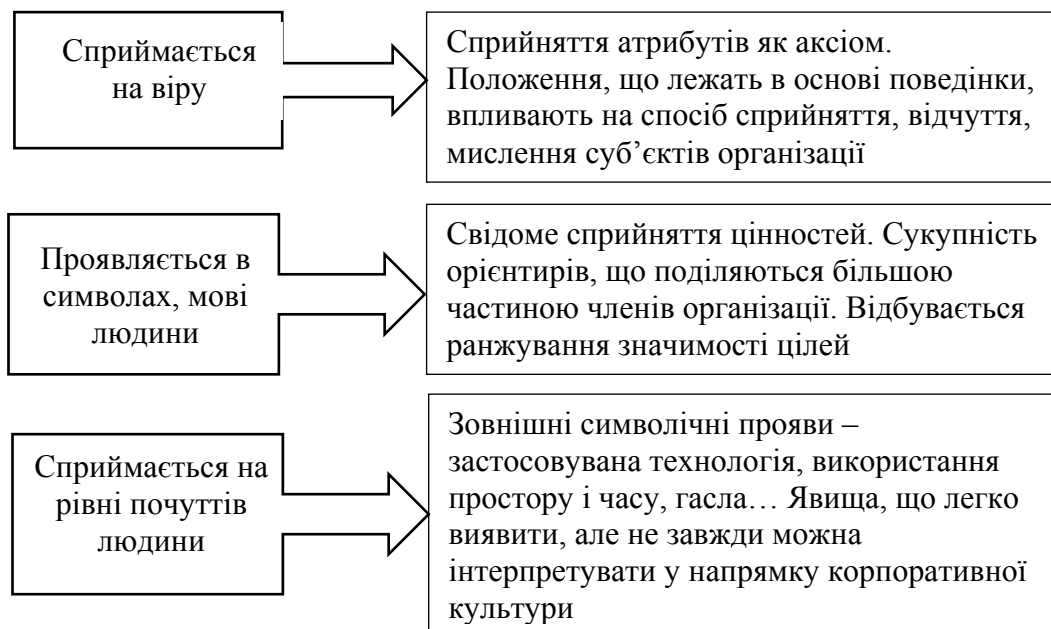 Сприймається
на віру
Сприйняття атрибутів як аксіом.
Положення, що лежать в основі поведінки,
впливають на спосіб сприйняття, відчуття,
мислення суб’єктів організації
Проявляється в
символах, мові
людини
Свідоме сприйняття цінностей. Сукупність
орієнтирів, що поділяються більшою
частиною членів організації. Відбувається
ранжування значимості цілей
Сприймається на
рівні почуттів
людини
Зовнішні символічні прояви –
застосовувана технологія, використання
простору і часу, гасла… Явища, що легко
виявити, але не завжди можна
інтерпретувати у напрямку корпоративної
культури